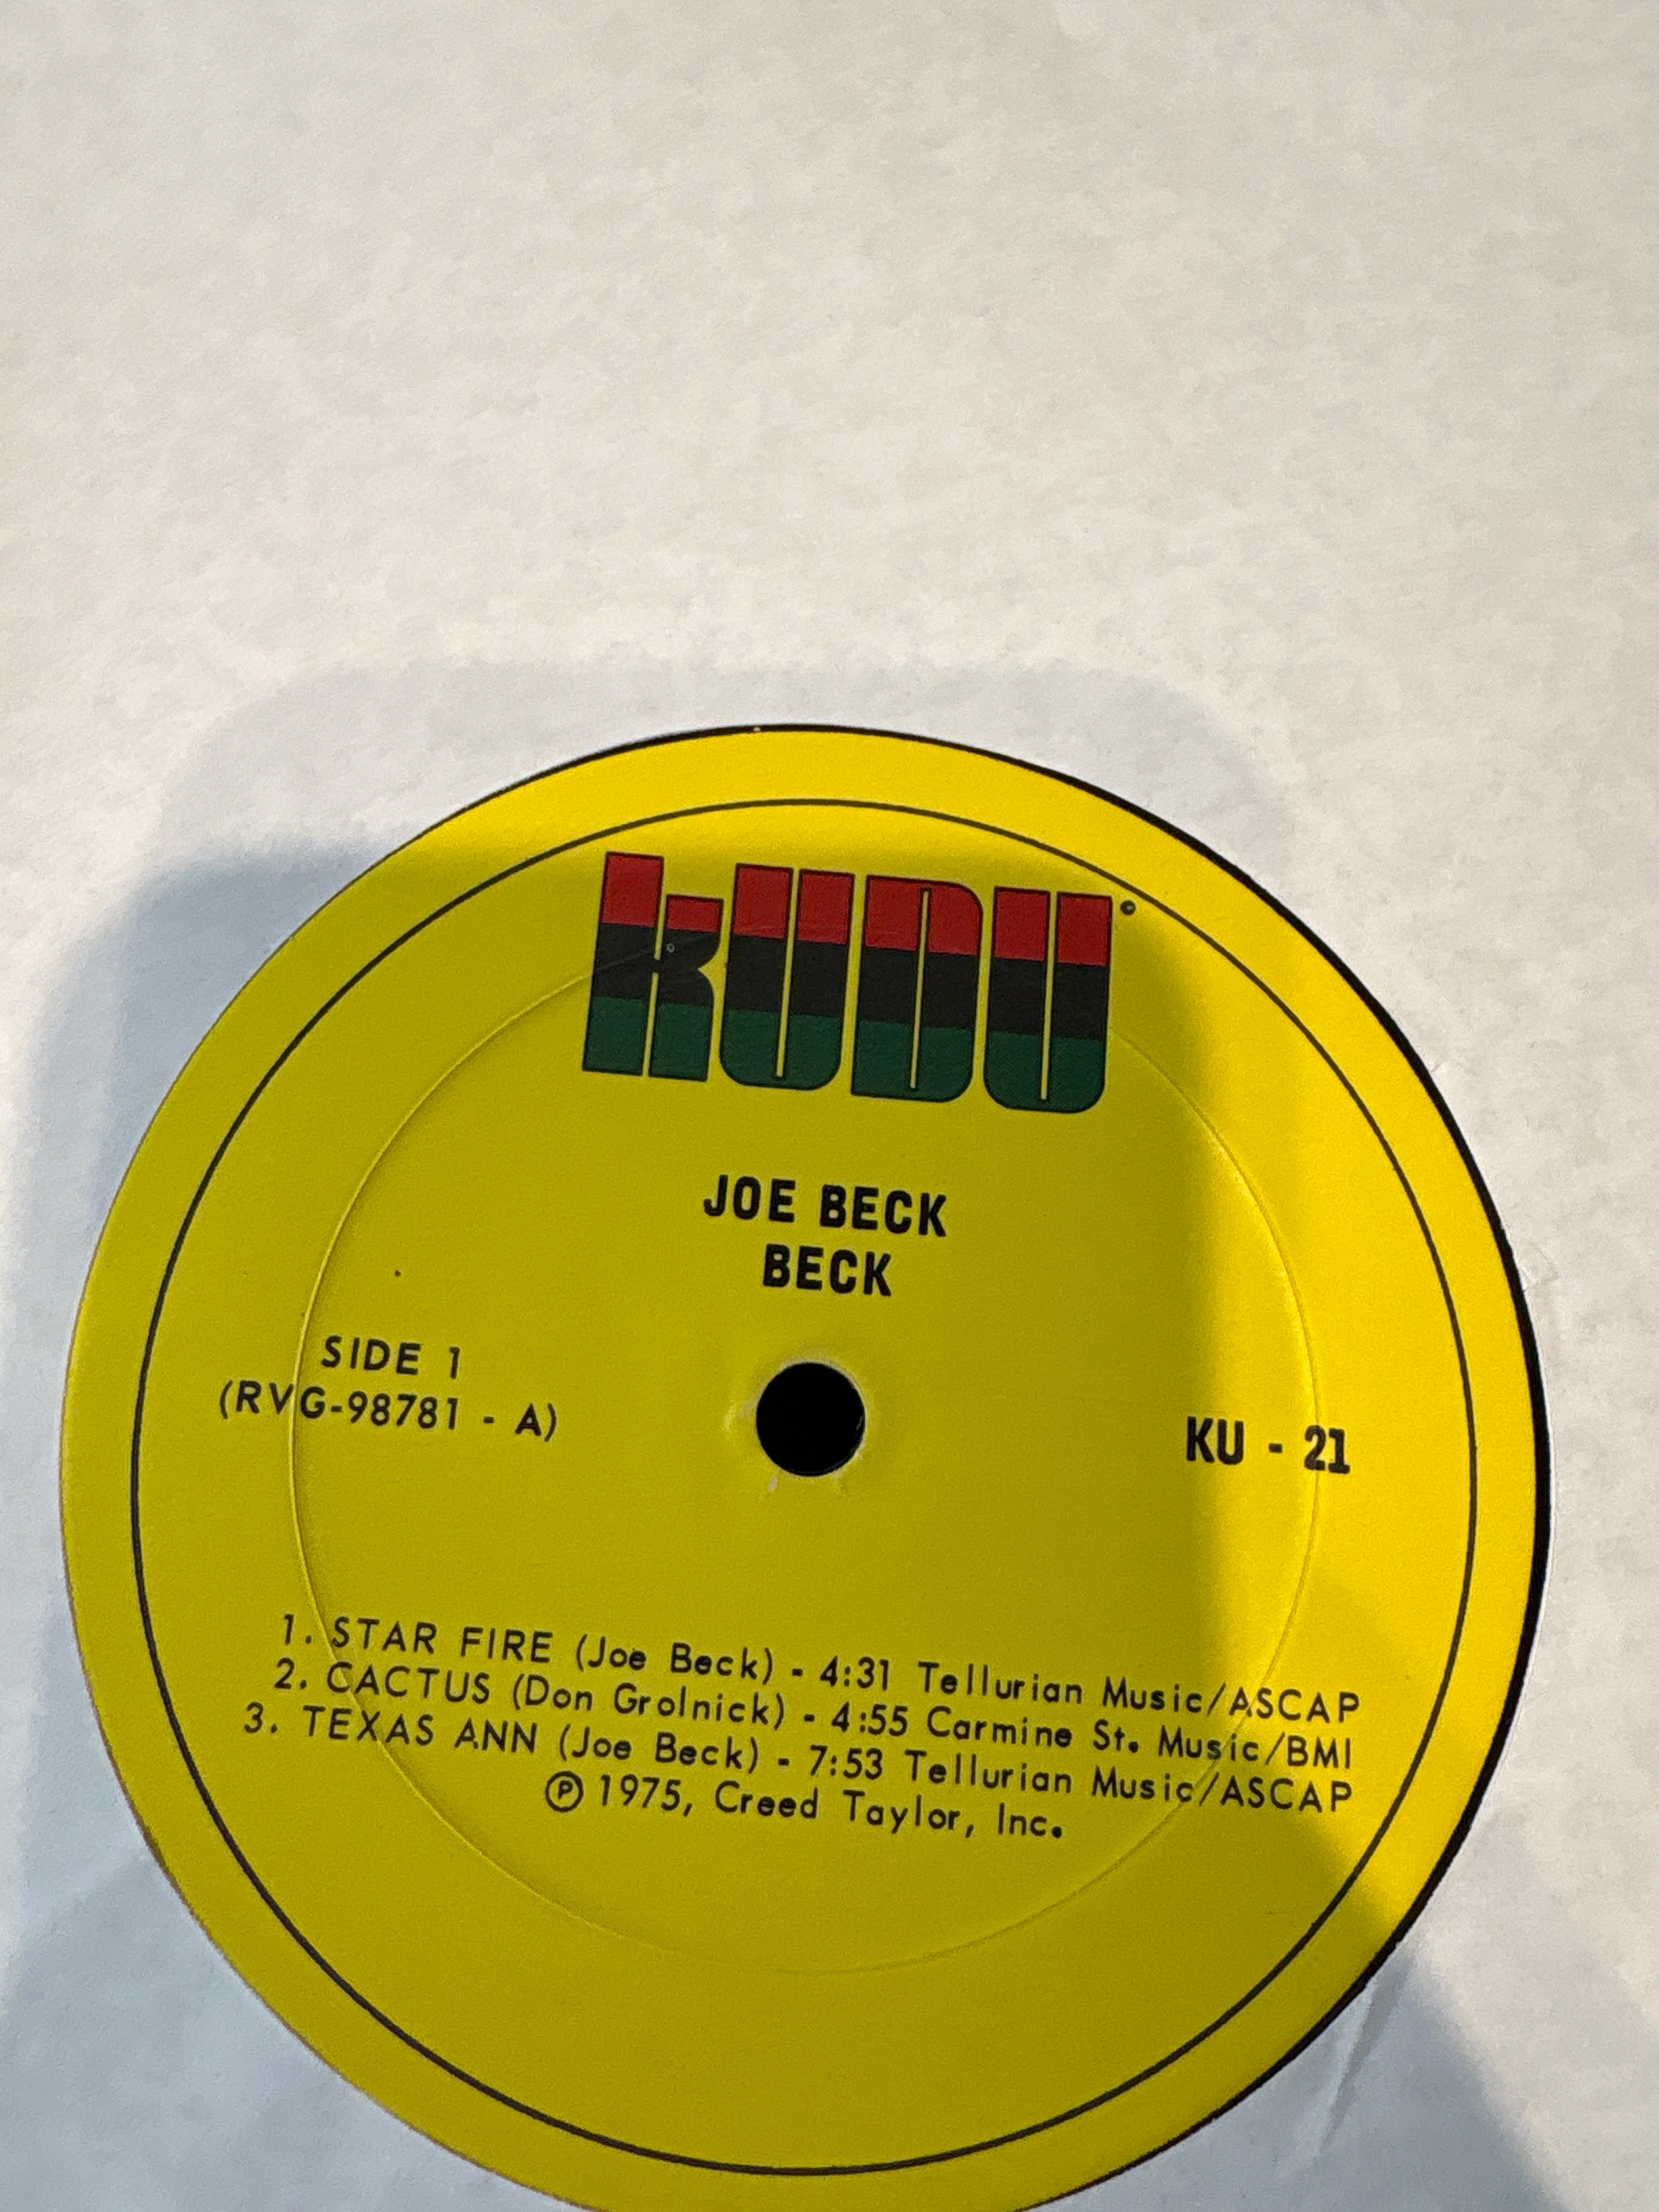 KUDU
JOE BECK
BECK
SIDE 1
(RVG-98781 - A)
KU - 21
1. STAR FIRE (Joe Beck) - 4:31 Tellurian Music/ASCAP
2. CACTUS (Don Grolnick) - 4:55 Carmine St. Music/BMI
3. TEXAS ANN (Joe Beck) - 7:53 Tellurian Music/ASCAP
℗ 1975, Creed Taylor, Inc.